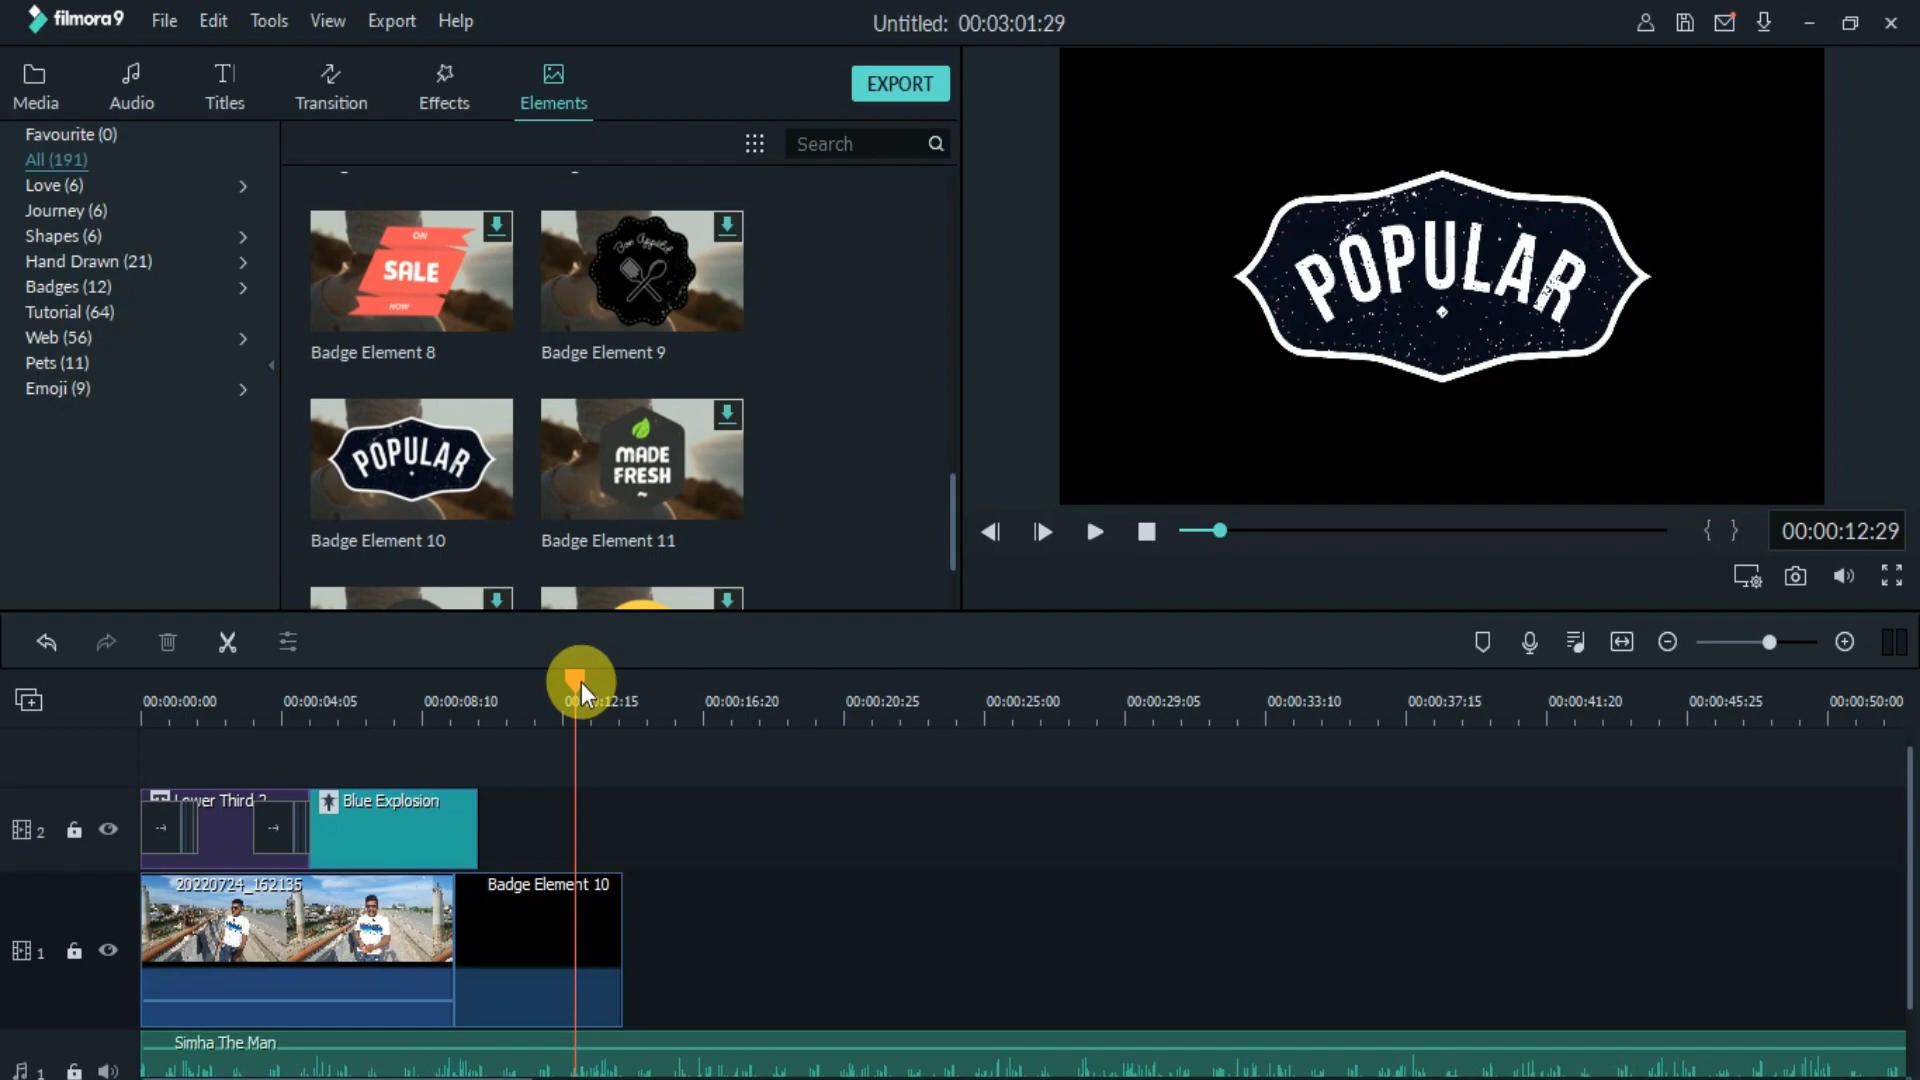 filmora9 File Edit Tools View Export Help Untitled: 00:03:01:29
Media Audio Titles Transition Effects Elements EXPORT
Search
Favourite (0)
All (191)
Love (6)
Journey (6)
Shapes (6)
Hand Drawn (21)
Badges (12)
Tutorial (64)
Web (56)
Pets (11)
Emoji (9)
ON
SALE
NOW
Badge Element 8
Bon Appetite
Badge Element 9
POPULAR
Badge Element 10
MADE
FRESH
Badge Element 11
POPULAR
00:00:12:29
00:00:00:00 00:00:04:05 00:00:08:10 00:00:12:15 00:00:16:20 00:00:20:25 00:00:25:00 00:00:29:05 00:00:33:10 00:00:37:15 00:00:41:20 00:00:45:25 00:00:50:00
2 Lower Third 2 Blue Explosion
20220724_162135 Badge Element 10
1
Simha The Man
1